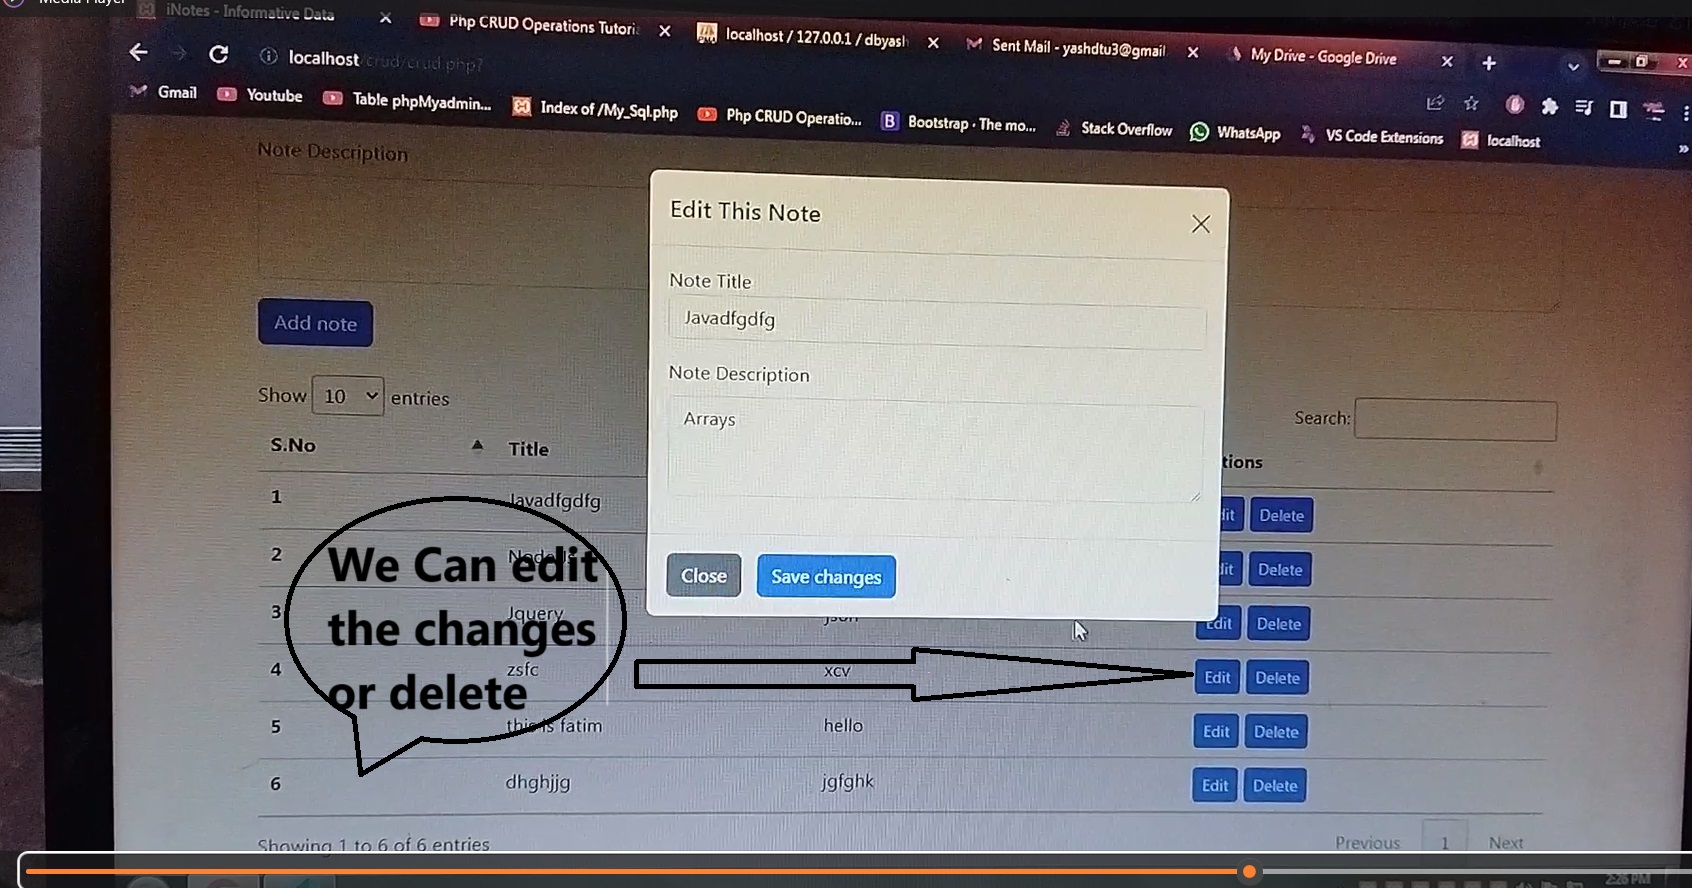 Media Player
iNotes - Informative Data
Php CRUD Operations Tutori
localhost / 127.0.0.1 / dbyash
Sent Mail - yashdtu3@gmail
My Drive - Google Drive
localhost/crud/crud.php?
Gmail
Youtube
Table phpMyadmin...
Index of /My_Sql.php
Php CRUD Operatio...
Bootstrap · The mo...
Stack Overflow
WhatsApp
VS Code Extensions
localhost
»
Note Description
Edit This Note
Note Title
Javadfgdfg
Note Description
Arrays
Close
Save changes
Add note
Show 10 entries
Search:
S.No Title tions
1 Javadfgdfg dit Delete
2 dit Delete
3 Jquery json Edit Delete
4 zsfc xcv Edit Delete
5 this is fatim hello Edit Delete
6 dhghjjg jgfghk Edit Delete
We Can edit
the changes
or delete
Showing 1 to 6 of 6 entries
Previous 1 Next
2:26 PM